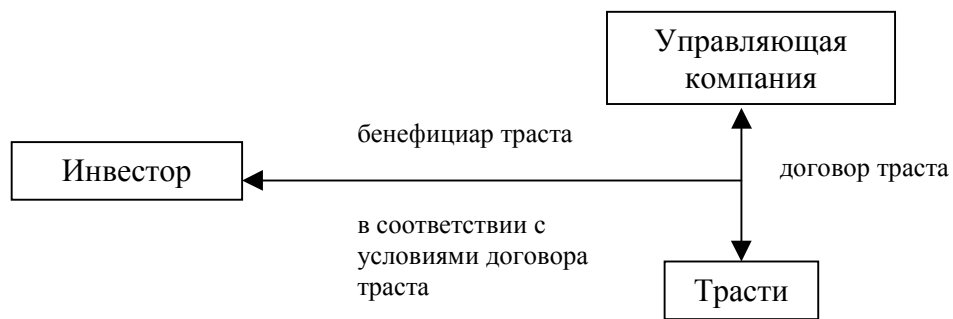 Управляющая
компания
бенефициар траста
Инвестор
договор траста
в соответствии с
условиями договора
траста
Трасти